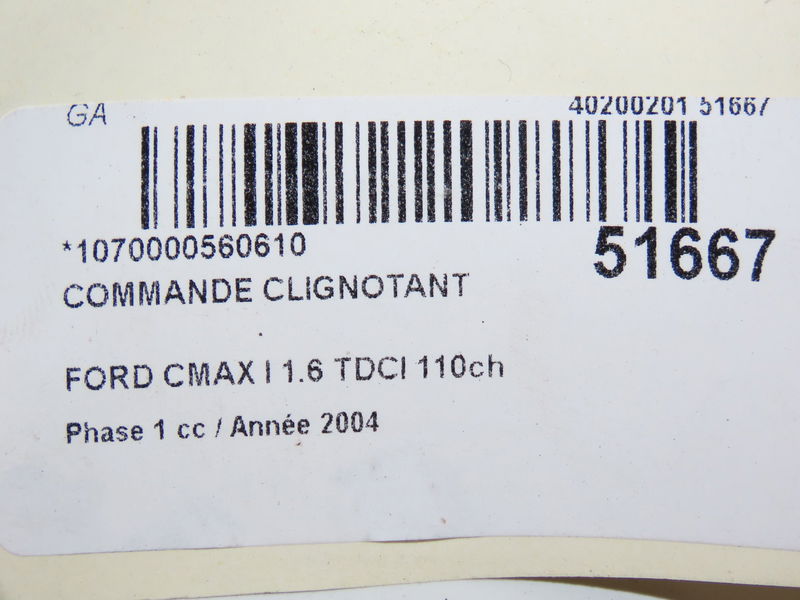 GA 40200201 51667
*1070000560610 51667
COMMANDE CLIGNOTANT
FORD CMAX I 1.6 TDCI 110ch
Phase 1 cc / Année 2004